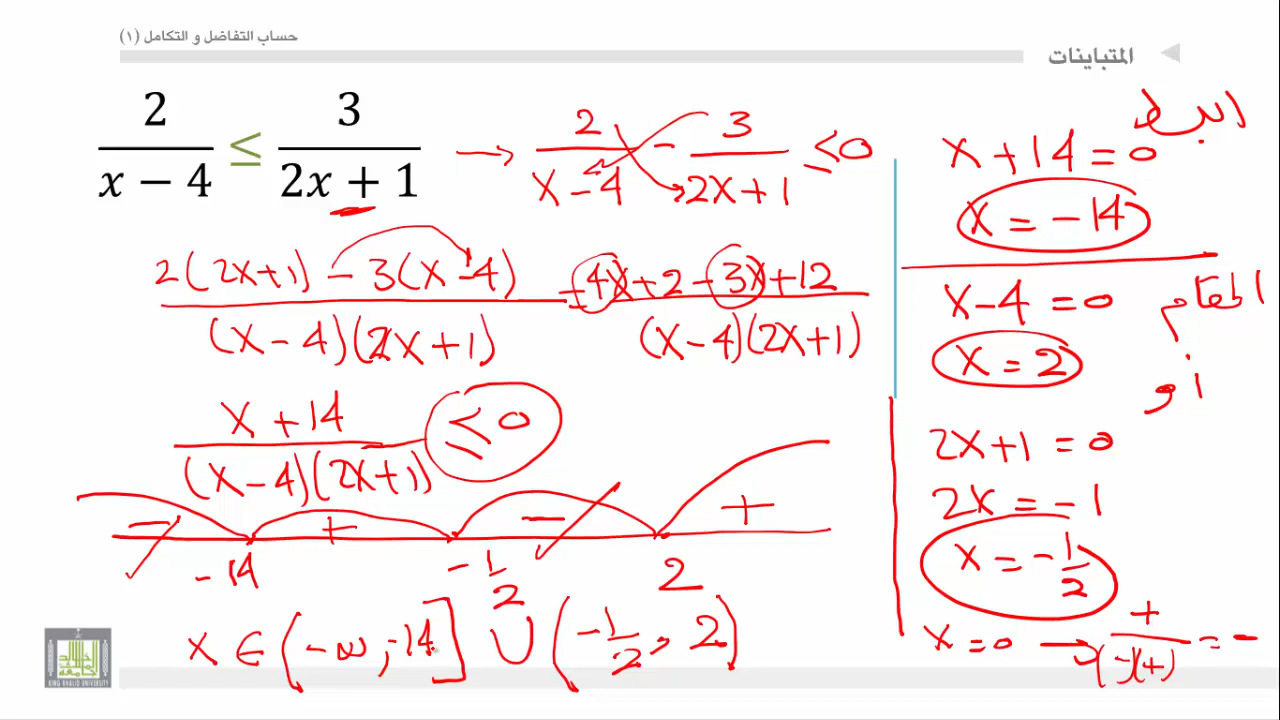 حساب التفاضل و التكامل (١)
المتباينات
2/(x − 4) ≤ 3/(2x + 1) → 2/(x−4) − 3/(2x+1) ≤ 0
(2(2x+1) − 3(x−4))/((x−4)(2x+1))
(4x+2−3x+12)/((x−4)(2x+1))
(x+14)/((x−4)(2x+1)) ≤ 0
− + − +
−14 −1/2 2
x ∈ (−∞, −14] ∪ (−1/2, 2)
البسط
x + 14 = 0
x = −14
المقام
x−4 = 0
x = 2
أو
2x+1 = 0
2x = −1
x = −1/2
x = 0 → +/((−)(+)) = −
KING KHALID UNIVERSITY